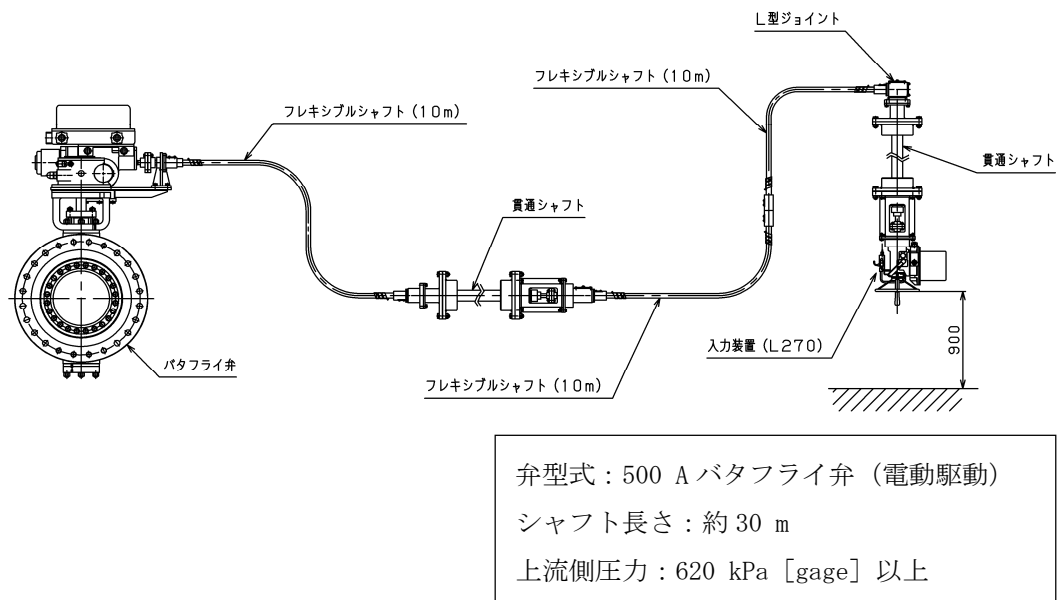 L型ジョイント
フレキシブルシャフト(10m)
フレキシブルシャフト(10m)
貫通シャフト
貫通シャフト
入力装置(L270)
900
バタフライ弁
フレキシブルシャフト(10m)
弁型式:500 A バタフライ弁(電動駆動)
シャフト長さ:約30 m
上流側圧力:620 kPa[gage]以上